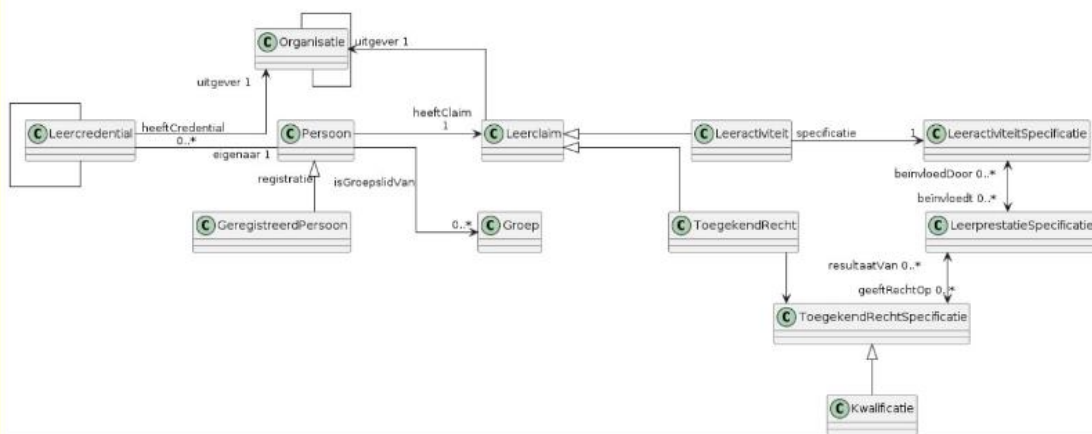 C Organisatie
uitgever 1
uitgever 1
heeftClaim
1
C Leercredential
heeftCredential
0..*
C Persoon
C Leerclaim
C Leeractiviteit
specificatie
1
C LeeractiviteitSpecificatie
eigenaar 1
registratie
isGroepslidVan
beinvloedDoor 0..*
beïnvloedt 0..*
C GeregistreerdPersoon
0..*
C Groep
C ToegekendRecht
C LeerprestatieSpecificatie
resultaatVan 0..*
geeftRechtOp 0..*
C ToegekendRechtSpecificatie
C Kwalificatie